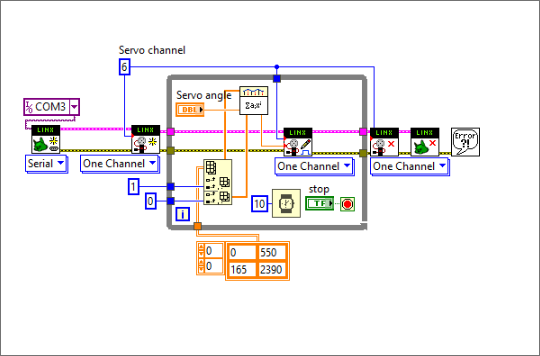 Servo channel
6
COM3
Servo angle
DBL
Σaᵢxⁱ
LINX
LINX
LINX
LINX
LINX
Error
?!
Serial
One Channel
One Channel
One Channel
1
0
i
10
stop
TF
0
0
0 550
165 2390